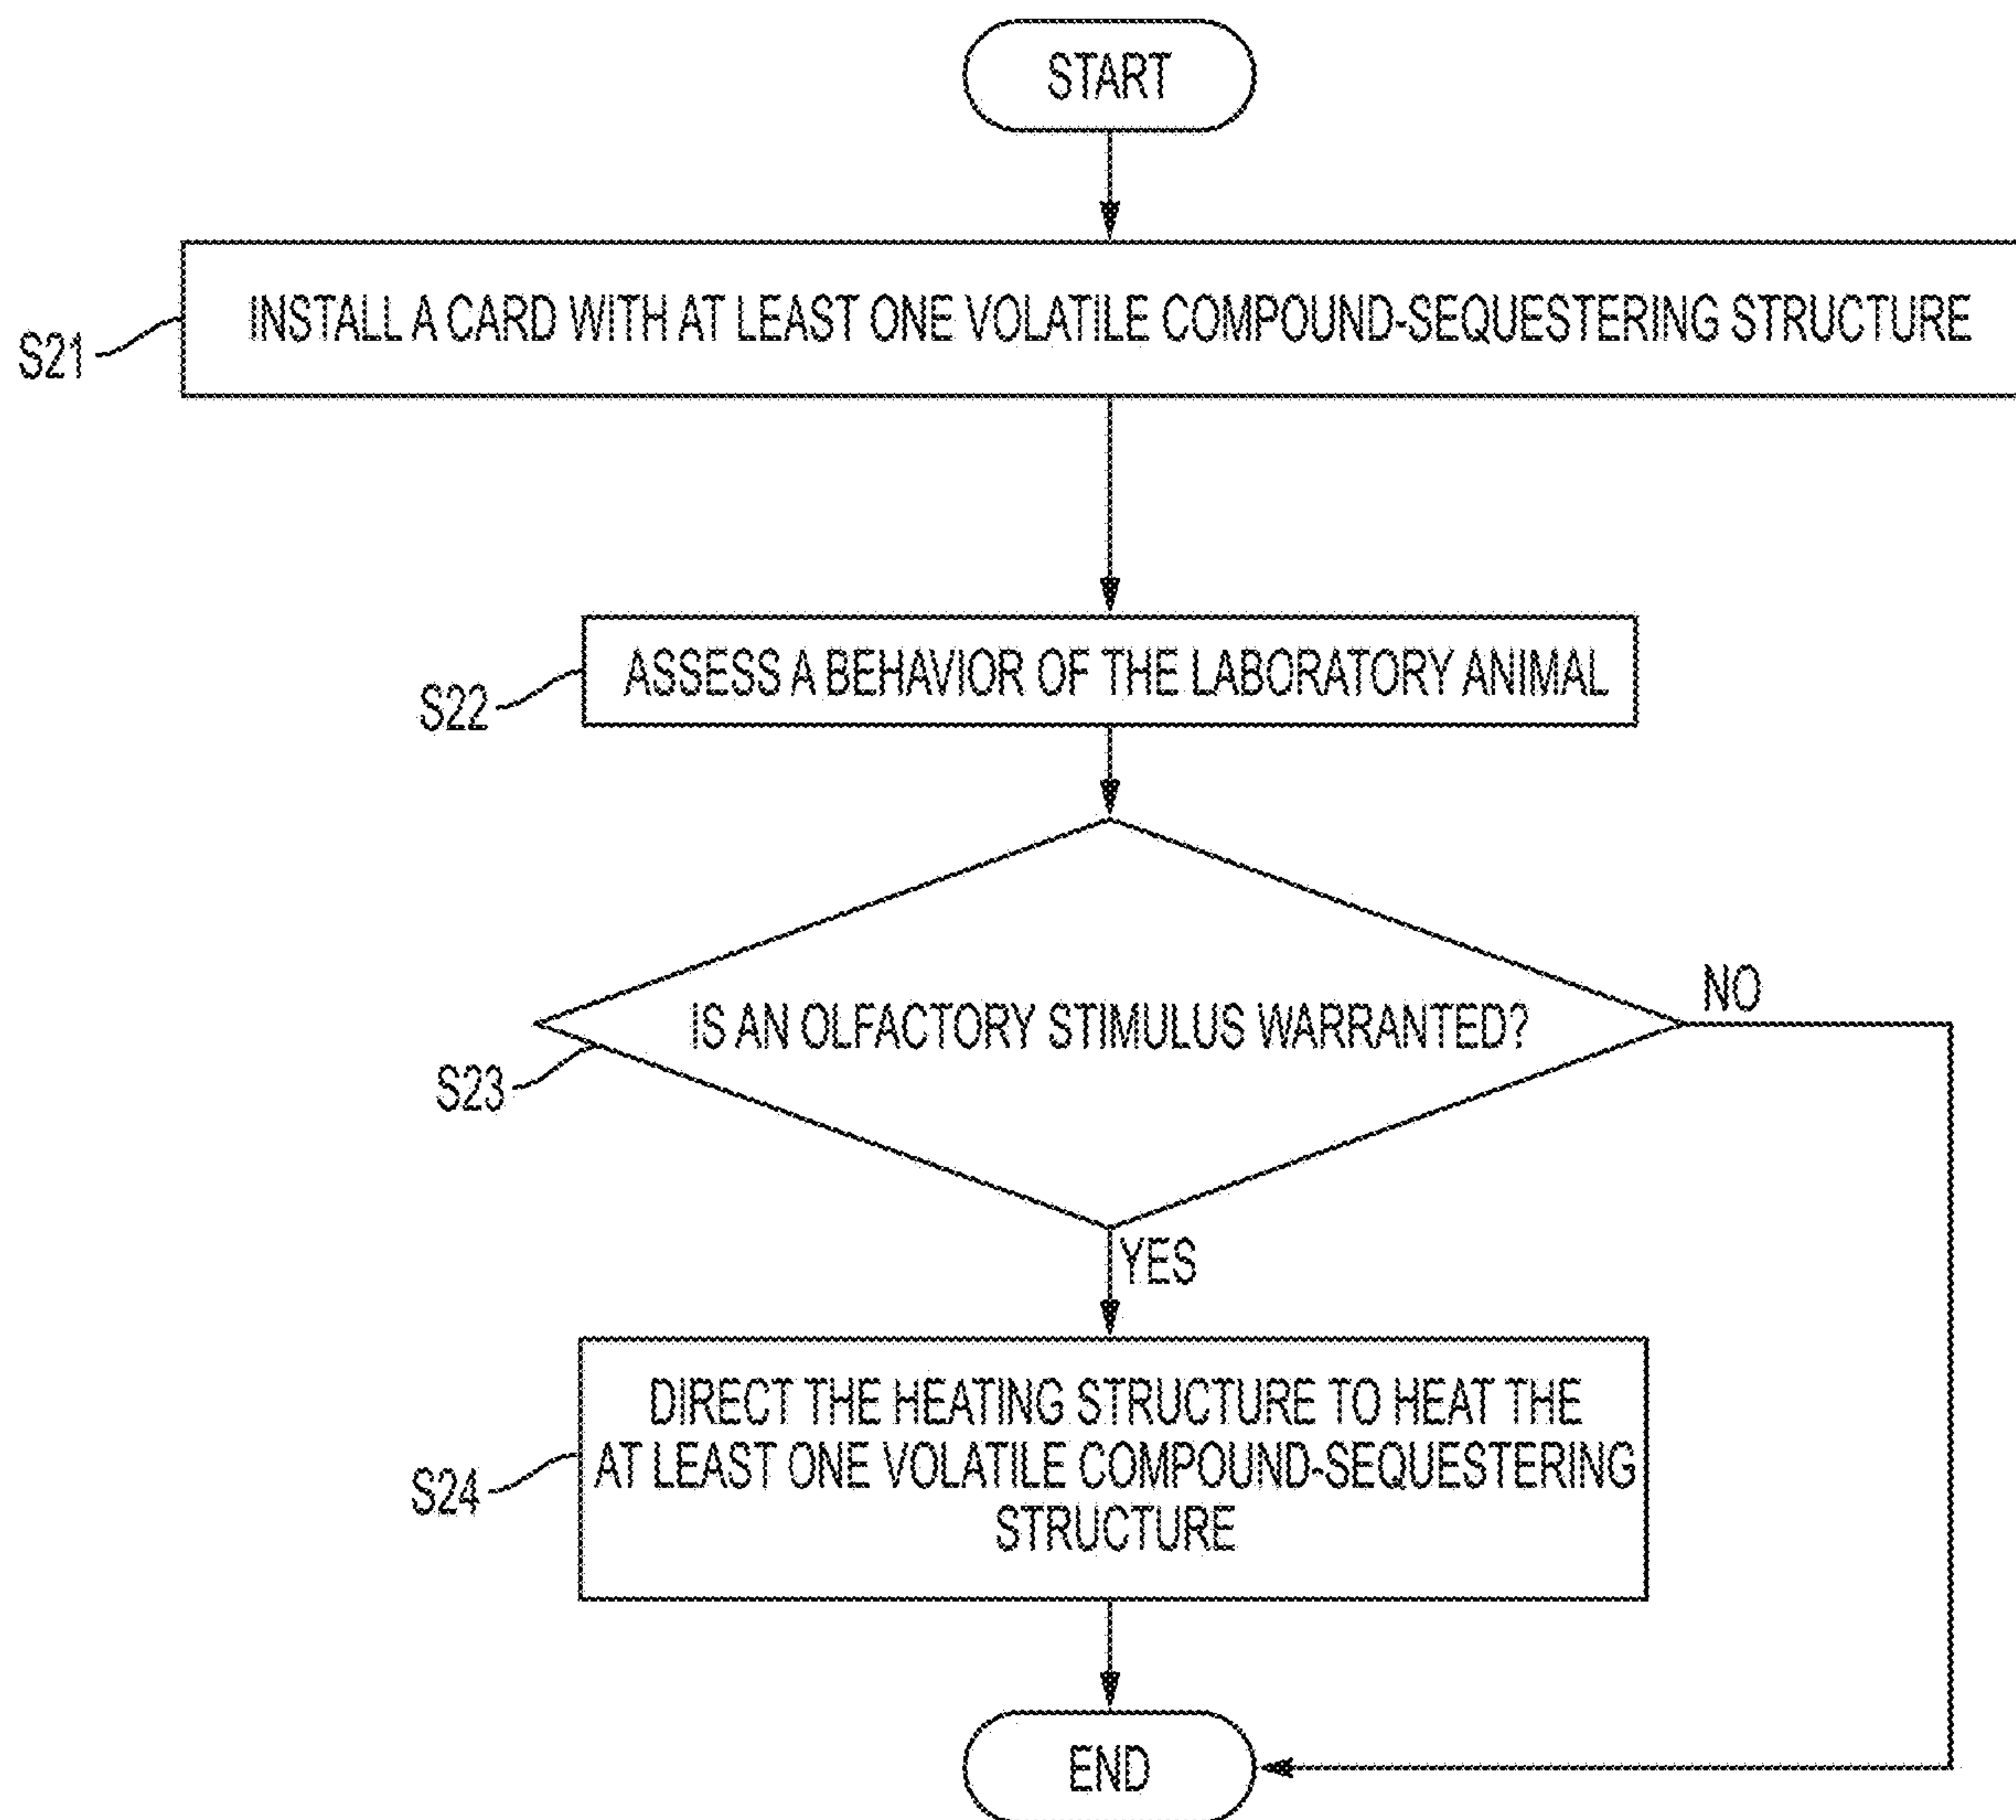 START
INSTALL A CARD WITH AT LEAST ONE VOLATILE COMPOUND-SEQUESTERING STRUCTURE
S21
ASSESS A BEHAVIOR OF THE LABORATORY ANIMAL
S22
IS AN OLFACTORY STIMULUS WARRANTED?
NO
S23
YES
DIRECT THE HEATING STRUCTURE TO HEAT THE
AT LEAST ONE VOLATILE COMPOUND-SEQUESTERING
STRUCTURE
S24
END